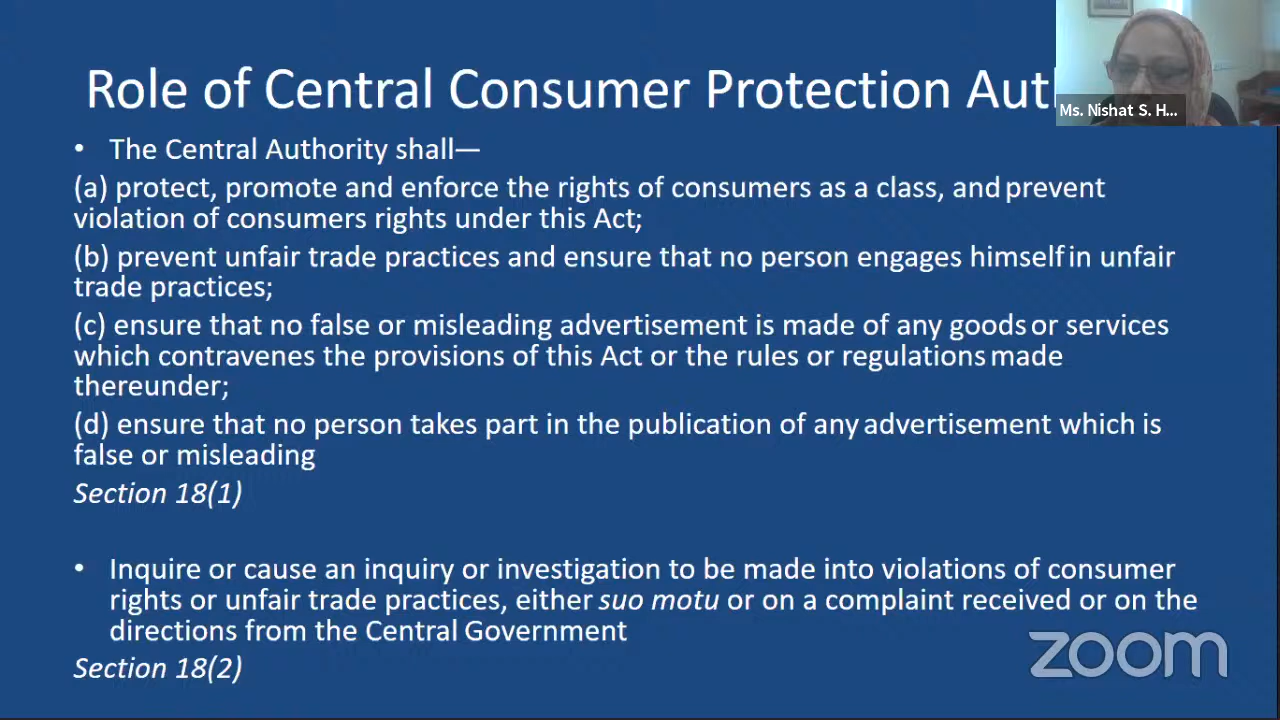 Role of Central Consumer Protection Aut
Ms. Nishat S. H...
• The Central Authority shall—
(a) protect, promote and enforce the rights of consumers as a class, and prevent
violation of consumers rights under this Act;
(b) prevent unfair trade practices and ensure that no person engages himself in unfair
trade practices;
(c) ensure that no false or misleading advertisement is made of any goods or services
which contravenes the provisions of this Act or the rules or regulations made
thereunder;
(d) ensure that no person takes part in the publication of any advertisement which is
false or misleading
Section 18(1)
• Inquire or cause an inquiry or investigation to be made into violations of consumer
rights or unfair trade practices, either suo motu or on a complaint received or on the
directions from the Central Government
Section 18(2)
zoom